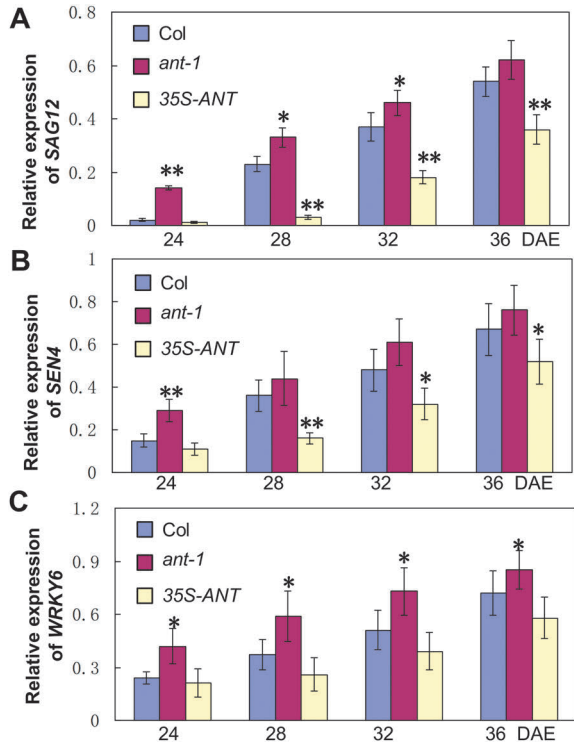 A
Relative expression
of SAG12
Col
ant-1
35S-ANT
0.6
0.4
0.2
0
**
*
**
*
**
**
24 28 32 36 DAE
B
Relative expression
of SEN4
Col
ant-1
35S-ANT
1
0.8
0.6
0.4
0.2
0
**
**
*
*
24 28 32 36 DAE
C
Relative expression
of WRKY6
Col
ant-1
35S-ANT
1.2
0.9
0.6
0.3
0
*
*
*
*
24 28 32 36 DAE